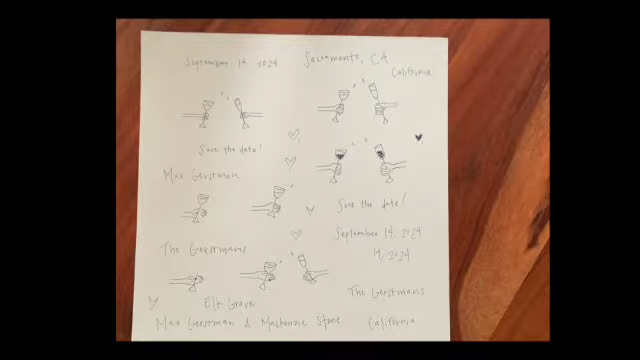 September 14 2024
Sacramento, CA
California
Save the date!
Max Gerstman
Save the date!
September 14, 2024
14, 2024
The Gerstmans
The Gerstmans
Elk Grove
Max Gerstman & Mackenzie Stone
California